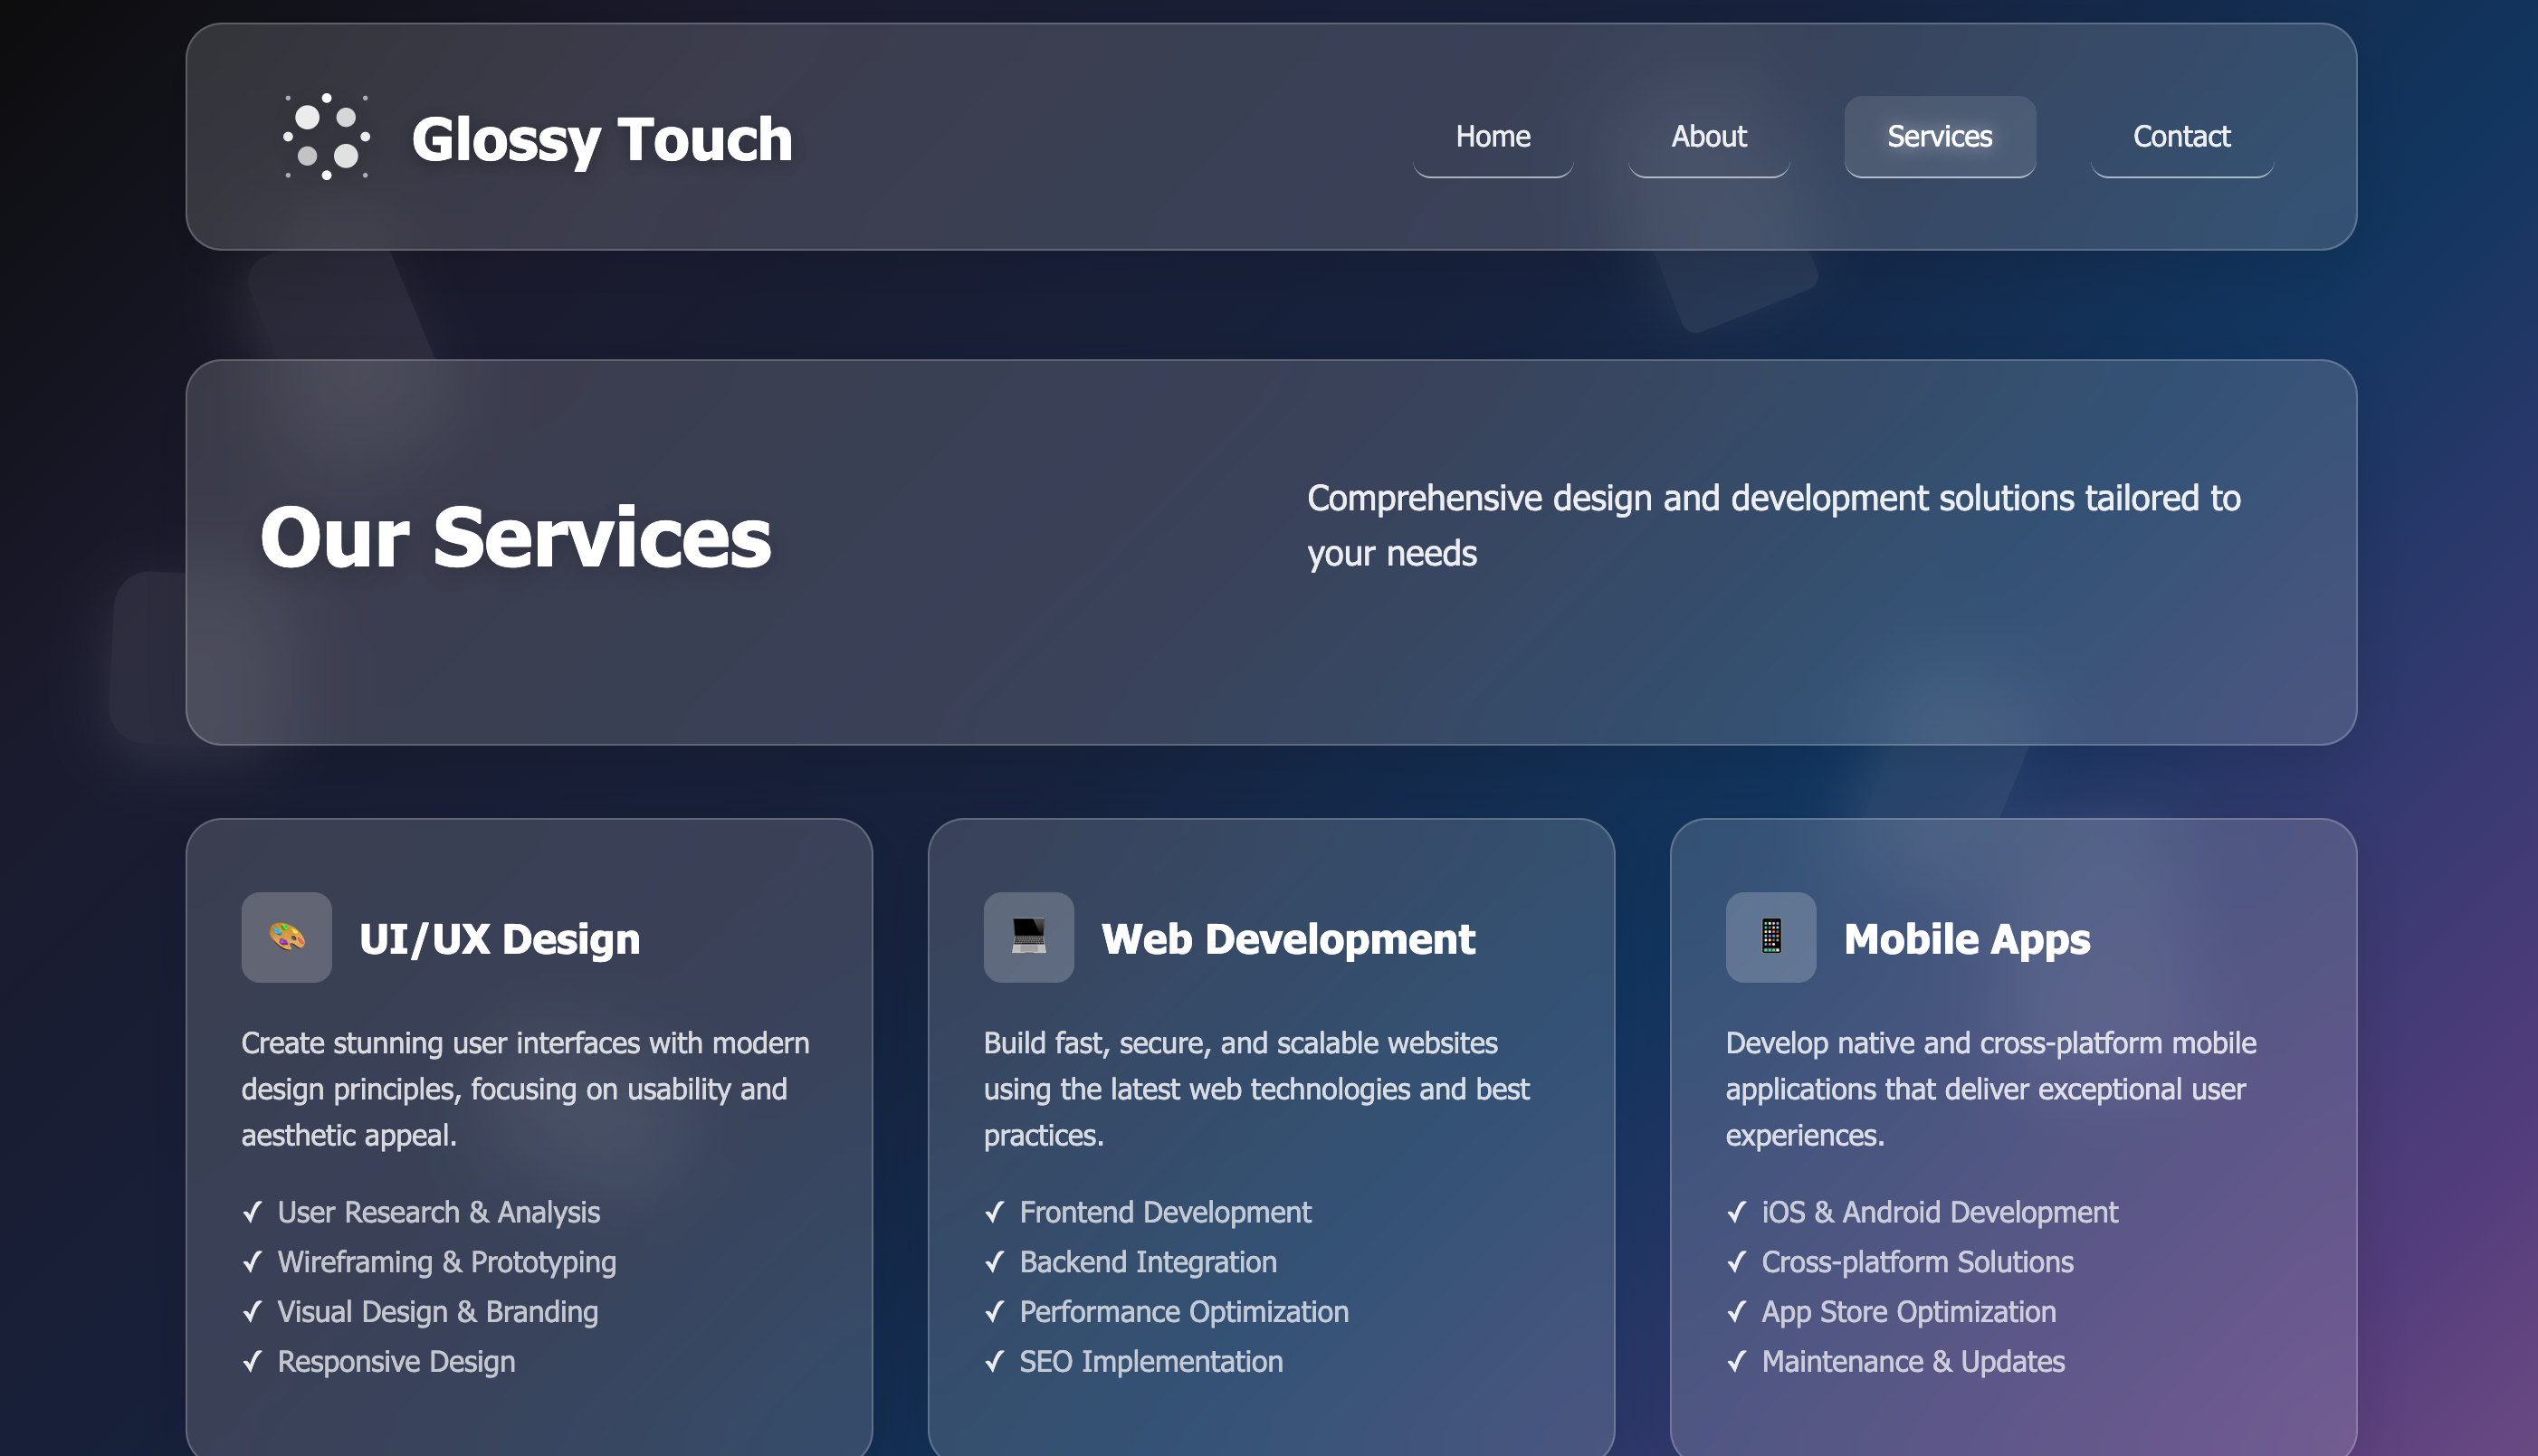 Glossy Touch
Home
About
Services
Contact
Our Services
Comprehensive design and development solutions tailored to
your needs
UI/UX Design
Create stunning user interfaces with modern
design principles, focusing on usability and
aesthetic appeal.
✓ User Research & Analysis
✓ Wireframing & Prototyping
✓ Visual Design & Branding
✓ Responsive Design
Web Development
Build fast, secure, and scalable websites
using the latest web technologies and best
practices.
✓ Frontend Development
✓ Backend Integration
✓ Performance Optimization
✓ SEO Implementation
Mobile Apps
Develop native and cross-platform mobile
applications that deliver exceptional user
experiences.
✓ iOS & Android Development
✓ Cross-platform Solutions
✓ App Store Optimization
✓ Maintenance & Updates